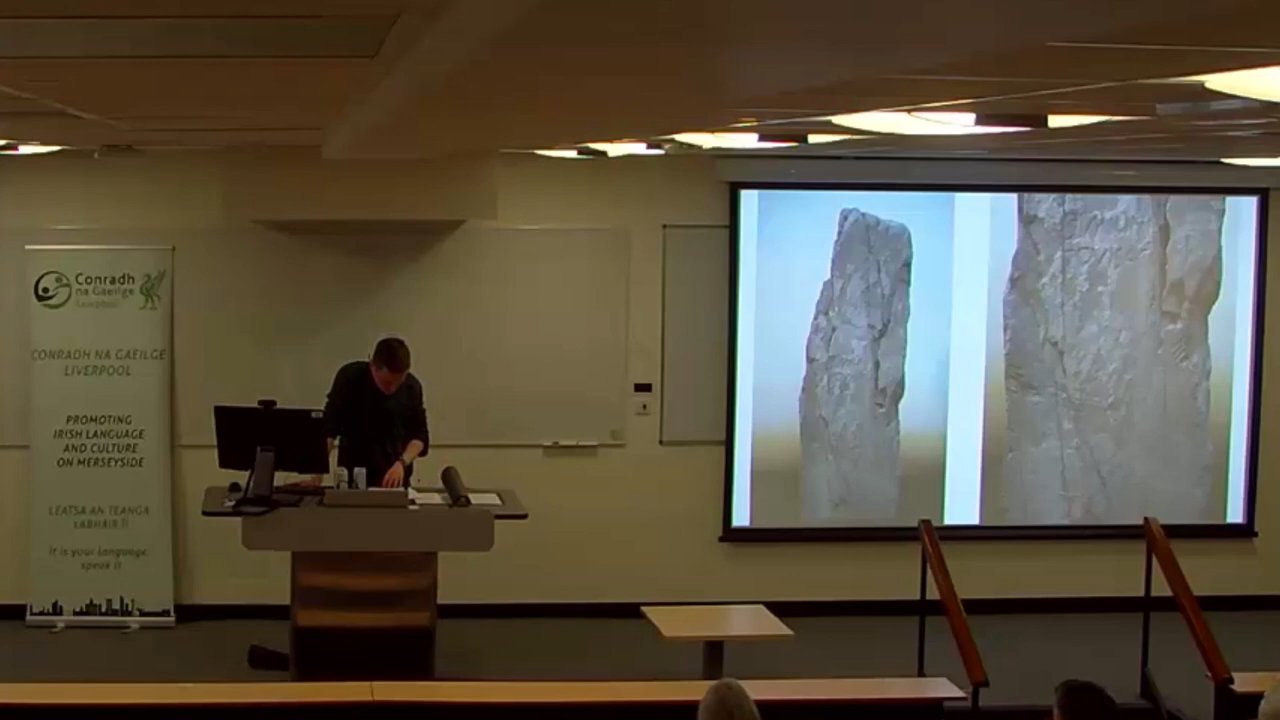 Conradh
na Gaeilge
Liverpool
CONRADH NA GAEILGE
LIVERPOOL
PROMOTING
IRISH LANGUAGE
AND CULTURE
ON MERSEYSIDE
LEATSA AN TEANGA
LABHAIR Í!
It is your language
speak it